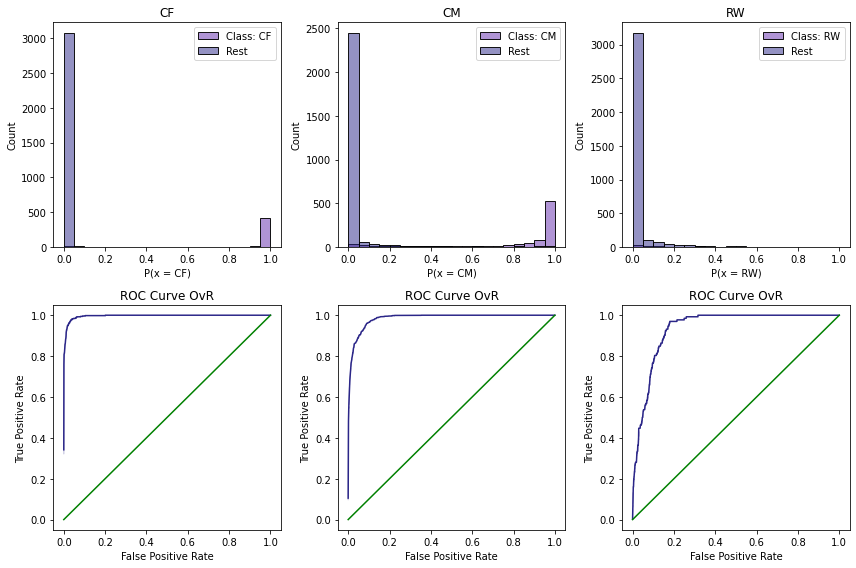 CF
CM
RW
Class: CF
Rest
Class: CM
Rest
Class: RW
Rest
Count
3000
2500
2000
1500
1000
500
0
0.0 0.2 0.4 0.6 0.8 1.0
P(x = CF)
Count
2500
2000
1500
1000
500
0
0.0 0.2 0.4 0.6 0.8 1.0
P(x = CM)
Count
3000
2500
2000
1500
1000
500
0
0.0 0.2 0.4 0.6 0.8 1.0
P(x = RW)
ROC Curve OvR
True Positive Rate
1.0
0.8
0.6
0.4
0.2
0.0
0.0 0.2 0.4 0.6 0.8 1.0
False Positive Rate
ROC Curve OvR
True Positive Rate
1.0
0.8
0.6
0.4
0.2
0.0
0.0 0.2 0.4 0.6 0.8 1.0
False Positive Rate
ROC Curve OvR
True Positive Rate
1.0
0.8
0.6
0.4
0.2
0.0
0.0 0.2 0.4 0.6 0.8 1.0
False Positive Rate